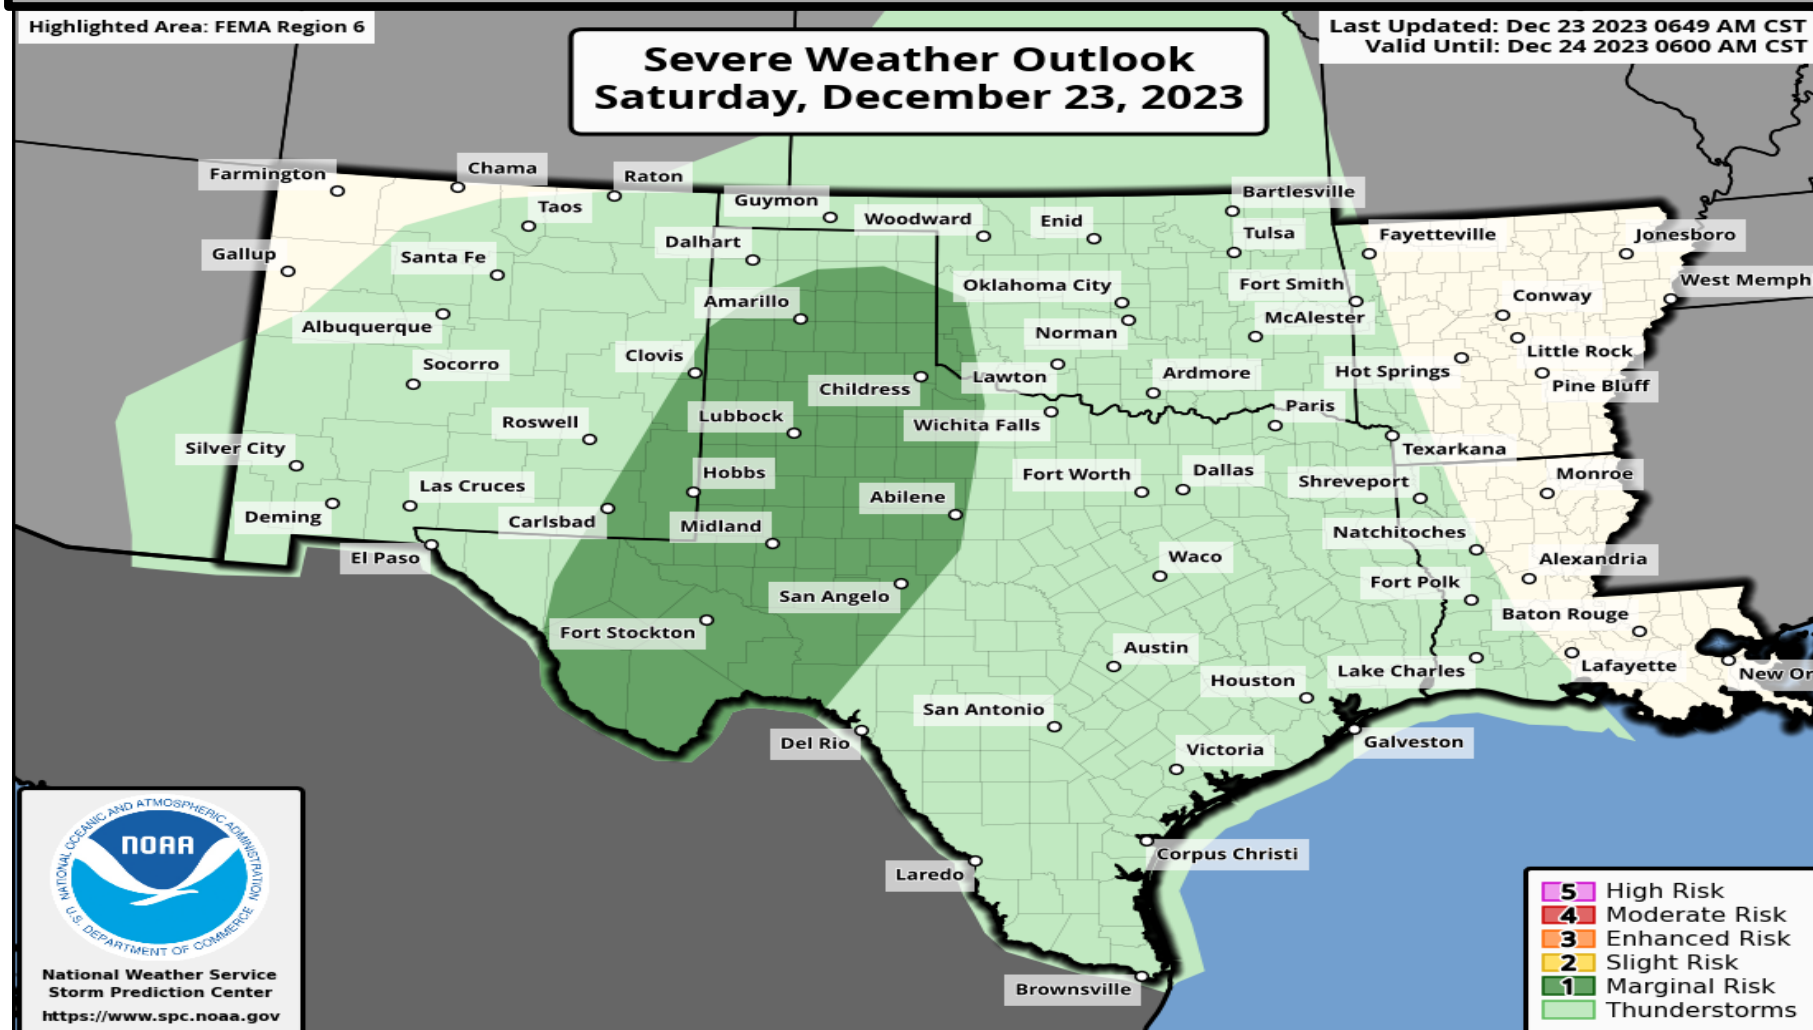 Highlighted Area: FEMA Region 6
Last Updated: Dec 23 2023 0649 AM CST
Valid Until: Dec 24 2023 0600 AM CST
Severe Weather Outlook
Saturday, December 23, 2023
Farmington
Chama
Raton
Taos
Guymon
Woodward
Enid
Bartlesville
Gallup
Santa Fe
Dalhart
Tulsa
Fayetteville
Jonesboro
Albuquerque
Amarillo
Oklahoma City
Fort Smith
Conway
West Memph
Socorro
Clovis
Childress
Norman
McAlester
Little Rock
Lawton
Ardmore
Hot Springs
Pine Bluff
Roswell
Lubbock
Wichita Falls
Paris
Texarkana
Silver City
Las Cruces
Hobbs
Fort Worth
Dallas
Shreveport
Monroe
Deming
Carlsbad
Midland
Abilene
Natchitoches
El Paso
Waco
Alexandria
San Angelo
Fort Polk
Fort Stockton
Baton Rouge
Austin
Lake Charles
Lafayette
New Or
Houston
San Antonio
Del Rio
Victoria
Galveston
Laredo
Corpus Christi
Brownsville
NATIONAL OCEANIC AND ATMOSPHERIC ADMINISTRATION
NOAA
U.S. DEPARTMENT OF COMMERCE
National Weather Service
Storm Prediction Center
https://www.spc.noaa.gov
5 High Risk
4 Moderate Risk
3 Enhanced Risk
2 Slight Risk
1 Marginal Risk
Thunderstorms